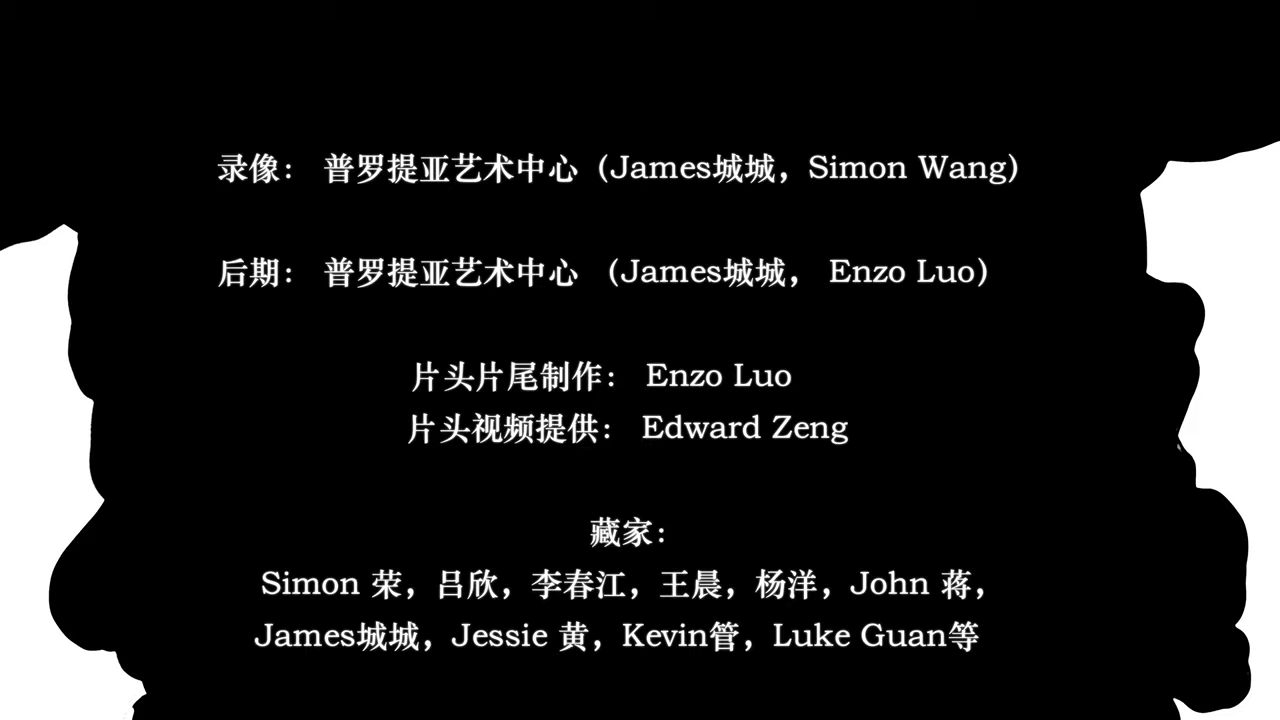 录像： 普罗提亚艺术中心（James城城，Simon Wang）
后期： 普罗提亚艺术中心 （James城城， Enzo Luo）
片头片尾制作： Enzo Luo
片头视频提供： Edward Zeng
藏家：
Simon 荣，吕欣，李春江，王晨，杨洋，John 蒋，
James城城，Jessie 黄，Kevin管，Luke Guan等